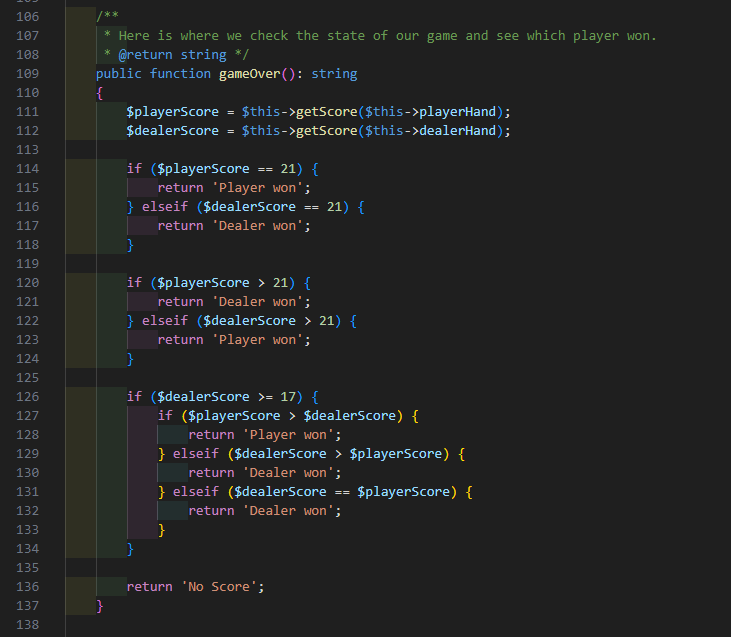 106 /**
107 * Here is where we check the state of our game and see which player won.
108 * @return string */
109 public function gameOver(): string
110 {
111 $playerScore = $this->getScore($this->playerHand);
112 $dealerScore = $this->getScore($this->dealerHand);
113
114 if ($playerScore == 21) {
115 return 'Player won';
116 } elseif ($dealerScore == 21) {
117 return 'Dealer won';
118 }
119
120 if ($playerScore > 21) {
121 return 'Dealer won';
122 } elseif ($dealerScore > 21) {
123 return 'Player won';
124 }
125
126 if ($dealerScore >= 17) {
127 if ($playerScore > $dealerScore) {
128 return 'Player won';
129 } elseif ($dealerScore > $playerScore) {
130 return 'Dealer won';
131 } elseif ($dealerScore == $playerScore) {
132 return 'Dealer won';
133 }
134 }
135
136 return 'No Score';
137 }
138